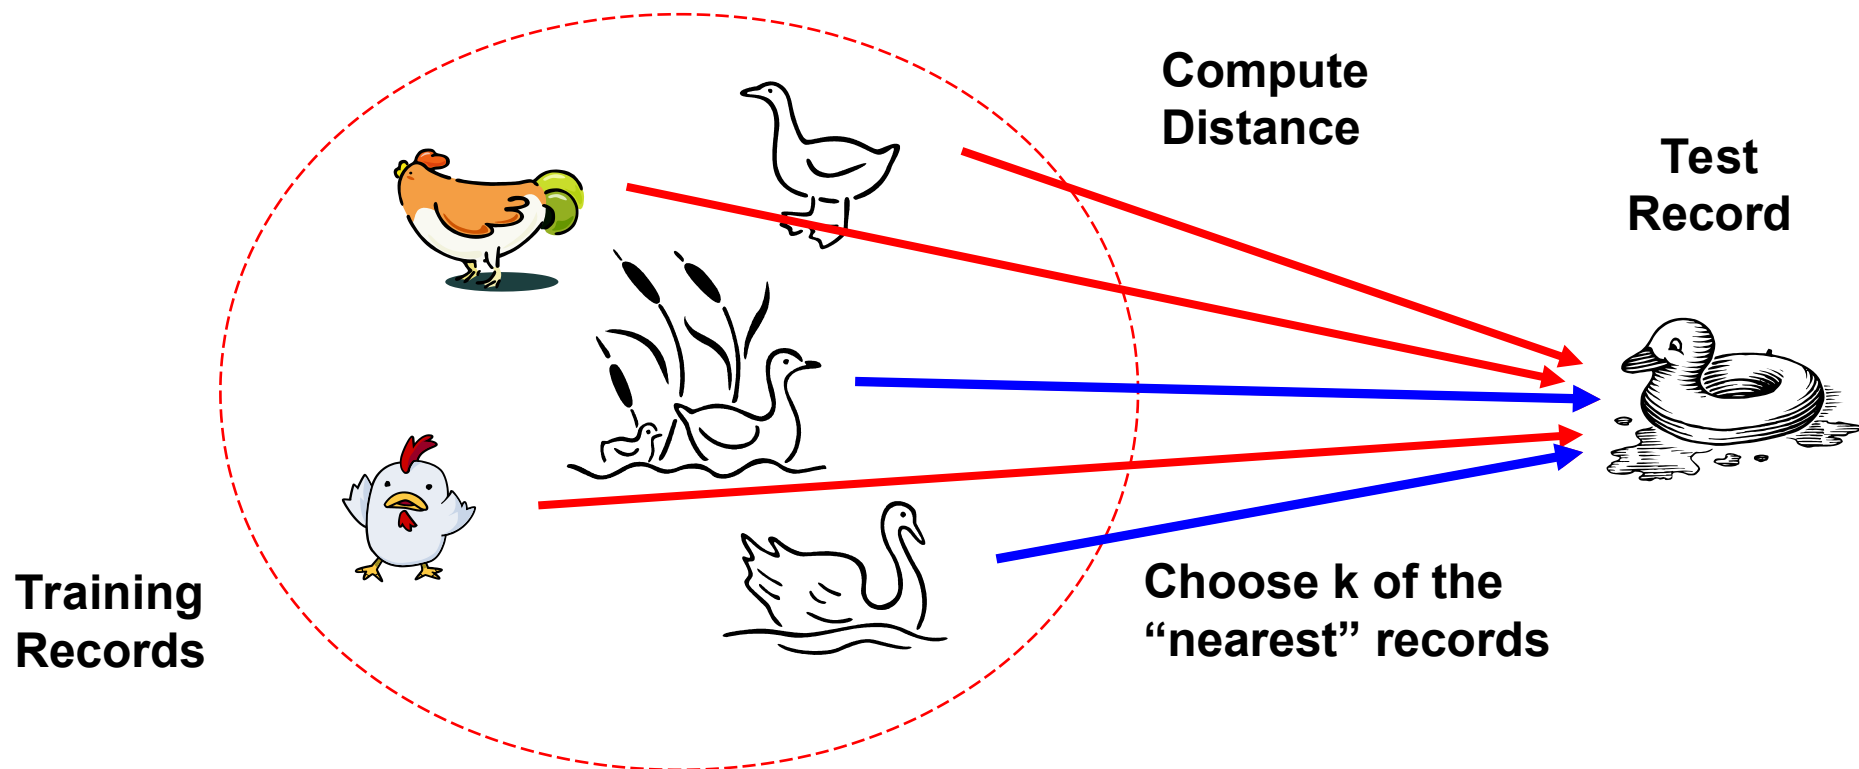 Compute
Distance
Test
Record
Training
Records
Choose k of the
“nearest” records